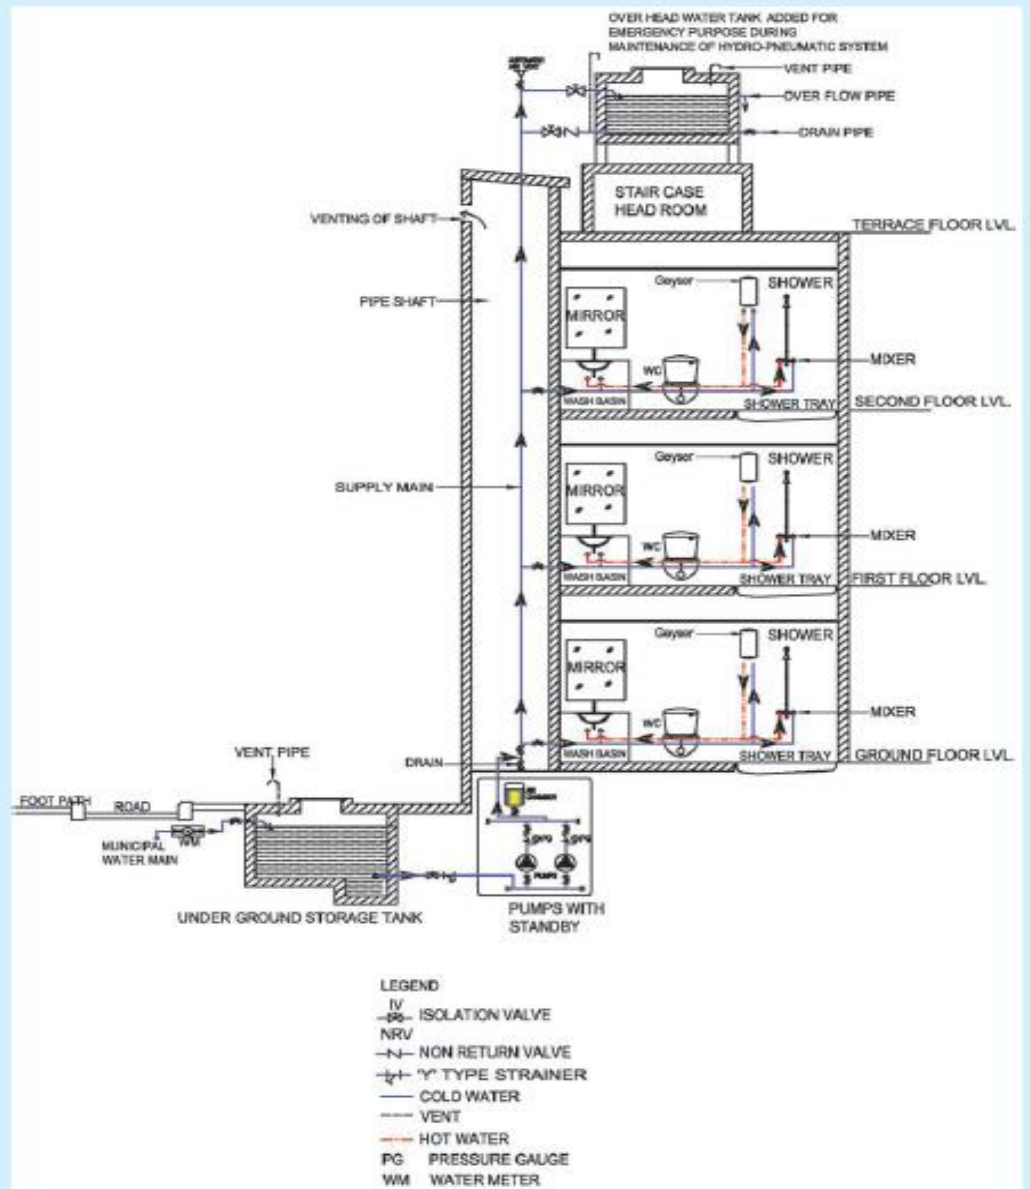 OVER HEAD WATER TANK ADDED FOR
EMERGENCY PURPOSE DURING
MAINTENANCE OF HYDRO-PNEUMATIC SYSTEM
VENT PIPE
OVER FLOW PIPE
DRAIN PIPE
STAIR CASE
HEAD ROOM
TERRACE FLOOR LVL.
VENTING OF SHAFT
PIPE SHAFT
Geyser
SHOWER
MIRROR
MIXER
WC
WASH BASIN
SHOWER TRAY
SECOND FLOOR LVL.
SUPPLY MAIN
Geyser
SHOWER
MIRROR
MIXER
WC
WASH BASIN
SHOWER TRAY
FIRST FLOOR LVL.
Geyser
SHOWER
MIRROR
MIXER
WC
WASH BASIN
SHOWER TRAY
GROUND FLOOR LVL.
VENT PIPE
DRAIN
FOOT PATH
ROAD
WM
MUNICIPAL
WATER MAIN
PUMPS
UNDER GROUND STORAGE TANK
PUMPS WITH
STANDBY
LEGEND
IV
ISOLATION VALVE
NRV
NON RETURN VALVE
'Y' TYPE STRAINER
COLD WATER
VENT
HOT WATER
PG PRESSURE GAUGE
WM WATER METER